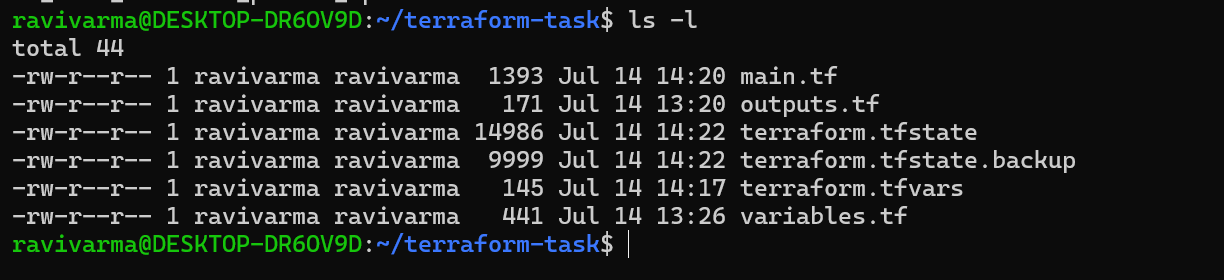 ravivarma@DESKTOP-DR6OV9D:~/terraform-task$ ls -l
total 44
-rw-r--r-- 1 ravivarma ravivarma  1393 Jul 14 14:20 main.tf
-rw-r--r-- 1 ravivarma ravivarma   171 Jul 14 13:20 outputs.tf
-rw-r--r-- 1 ravivarma ravivarma 14986 Jul 14 14:22 terraform.tfstate
-rw-r--r-- 1 ravivarma ravivarma  9999 Jul 14 14:22 terraform.tfstate.backup
-rw-r--r-- 1 ravivarma ravivarma   145 Jul 14 14:17 terraform.tfvars
-rw-r--r-- 1 ravivarma ravivarma   441 Jul 14 13:26 variables.tf
ravivarma@DESKTOP-DR6OV9D:~/terraform-task$